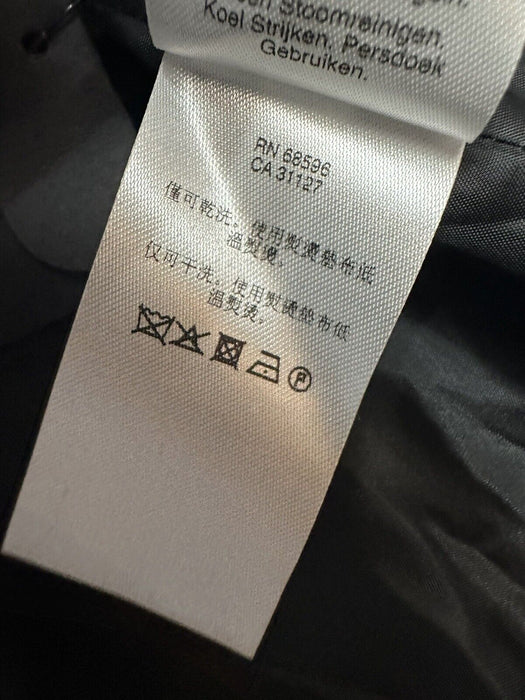 Stoomreinigen.
Koel Strijken. Persdoek
Gebruiken.
RN 68596
CA 31127
僅可乾洗。使用熨燙墊布低
溫熨燙。
仅可干洗。使用熨烫垫布低
温熨烫。
P